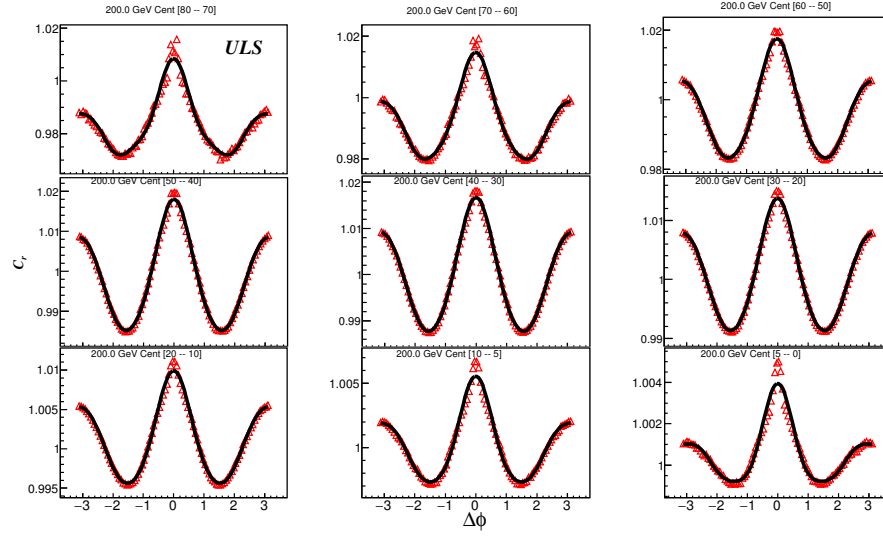 200.0 GeV Cent [80 -- 70]
200.0 GeV Cent [70 -- 60]
200.0 GeV Cent [60 -- 50]
1.02
1
0.98
ULS
1.02
1
0.98
1.02
1
0.98
200.0 GeV Cent [50 -- 40]
200.0 GeV Cent [40 -- 30]
200.0 GeV Cent [30 -- 20]
1.02
1.01
1
0.99
C_r
1.02
1.01
1
0.99
1.01
1
0.99
200.0 GeV Cent [20 -- 10]
200.0 GeV Cent [10 -- 5]
200.0 GeV Cent [5 -- 0]
1.01
1.005
1
0.995
1.005
1
1.004
1.002
1
−3 −2 −1 0 1 2 3
−3 −2 −1 0 1 2 3
−3 −2 −1 0 1 2 3
Δϕ